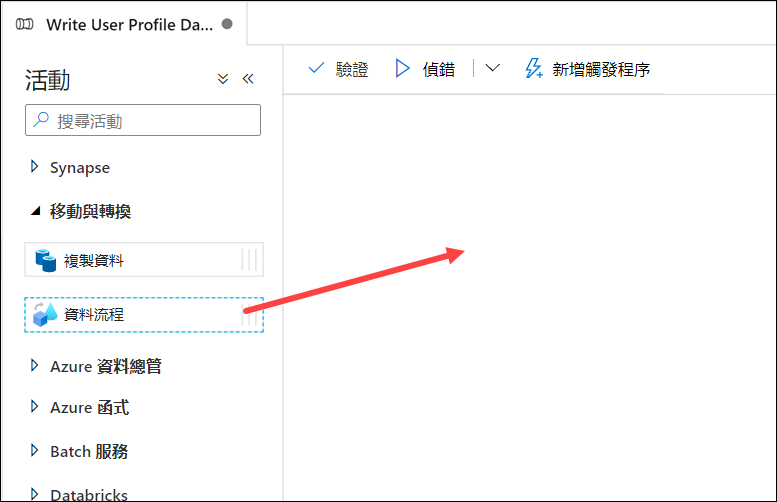 Write User Profile Da...
活動
搜尋活動
Synapse
移動與轉換
複製資料
資料流程
Azure 資料總管
Azure 函式
Batch 服務
Databricks
驗證 偵錯 新增觸發程序